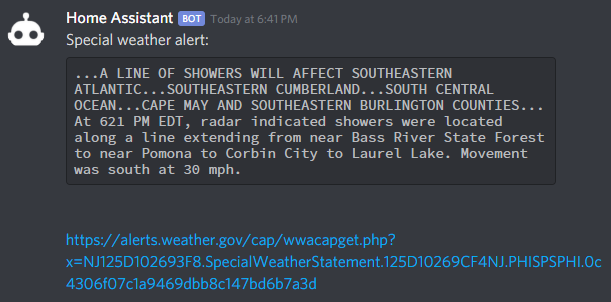 Home Assistant BOT Today at 6:41 PM
Special weather alert:
...A LINE OF SHOWERS WILL AFFECT SOUTHEASTERN
ATLANTIC...SOUTHEASTERN CUMBERLAND...SOUTH CENTRAL
OCEAN...CAPE MAY AND SOUTHEASTERN BURLINGTON COUNTIES...
At 621 PM EDT, radar indicated showers were located
along a line extending from near Bass River State Forest
to near Pomona to Corbin City to Laurel Lake. Movement
was south at 30 mph.
https://alerts.weather.gov/cap/wwacapget.php?
x=NJ125D102693F8.SpecialWeatherStatement.125D10269CF4NJ.PHISPSPHI.0c
4306f07c1a9469dbb8c147bd6b7a3d